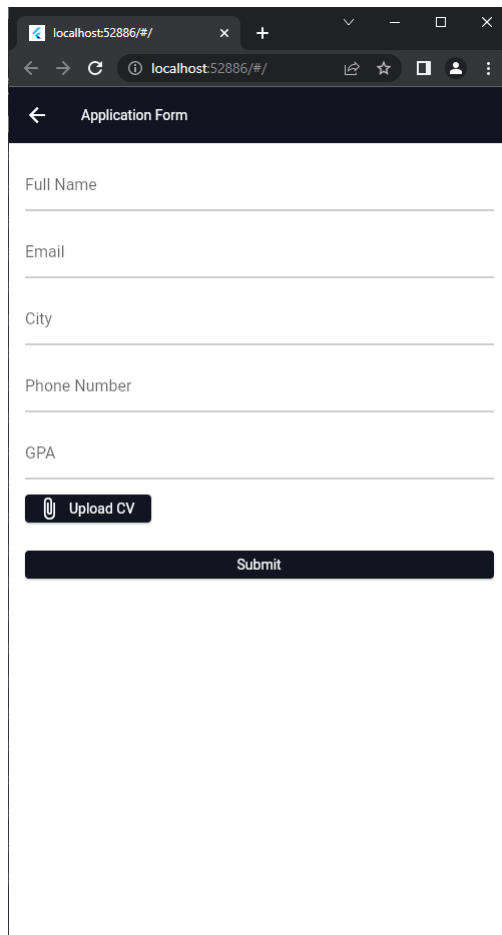 localhost:52886/#/
localhost:52886/#/
Application Form
Full Name
Email
City
Phone Number
GPA
Upload CV
Submit